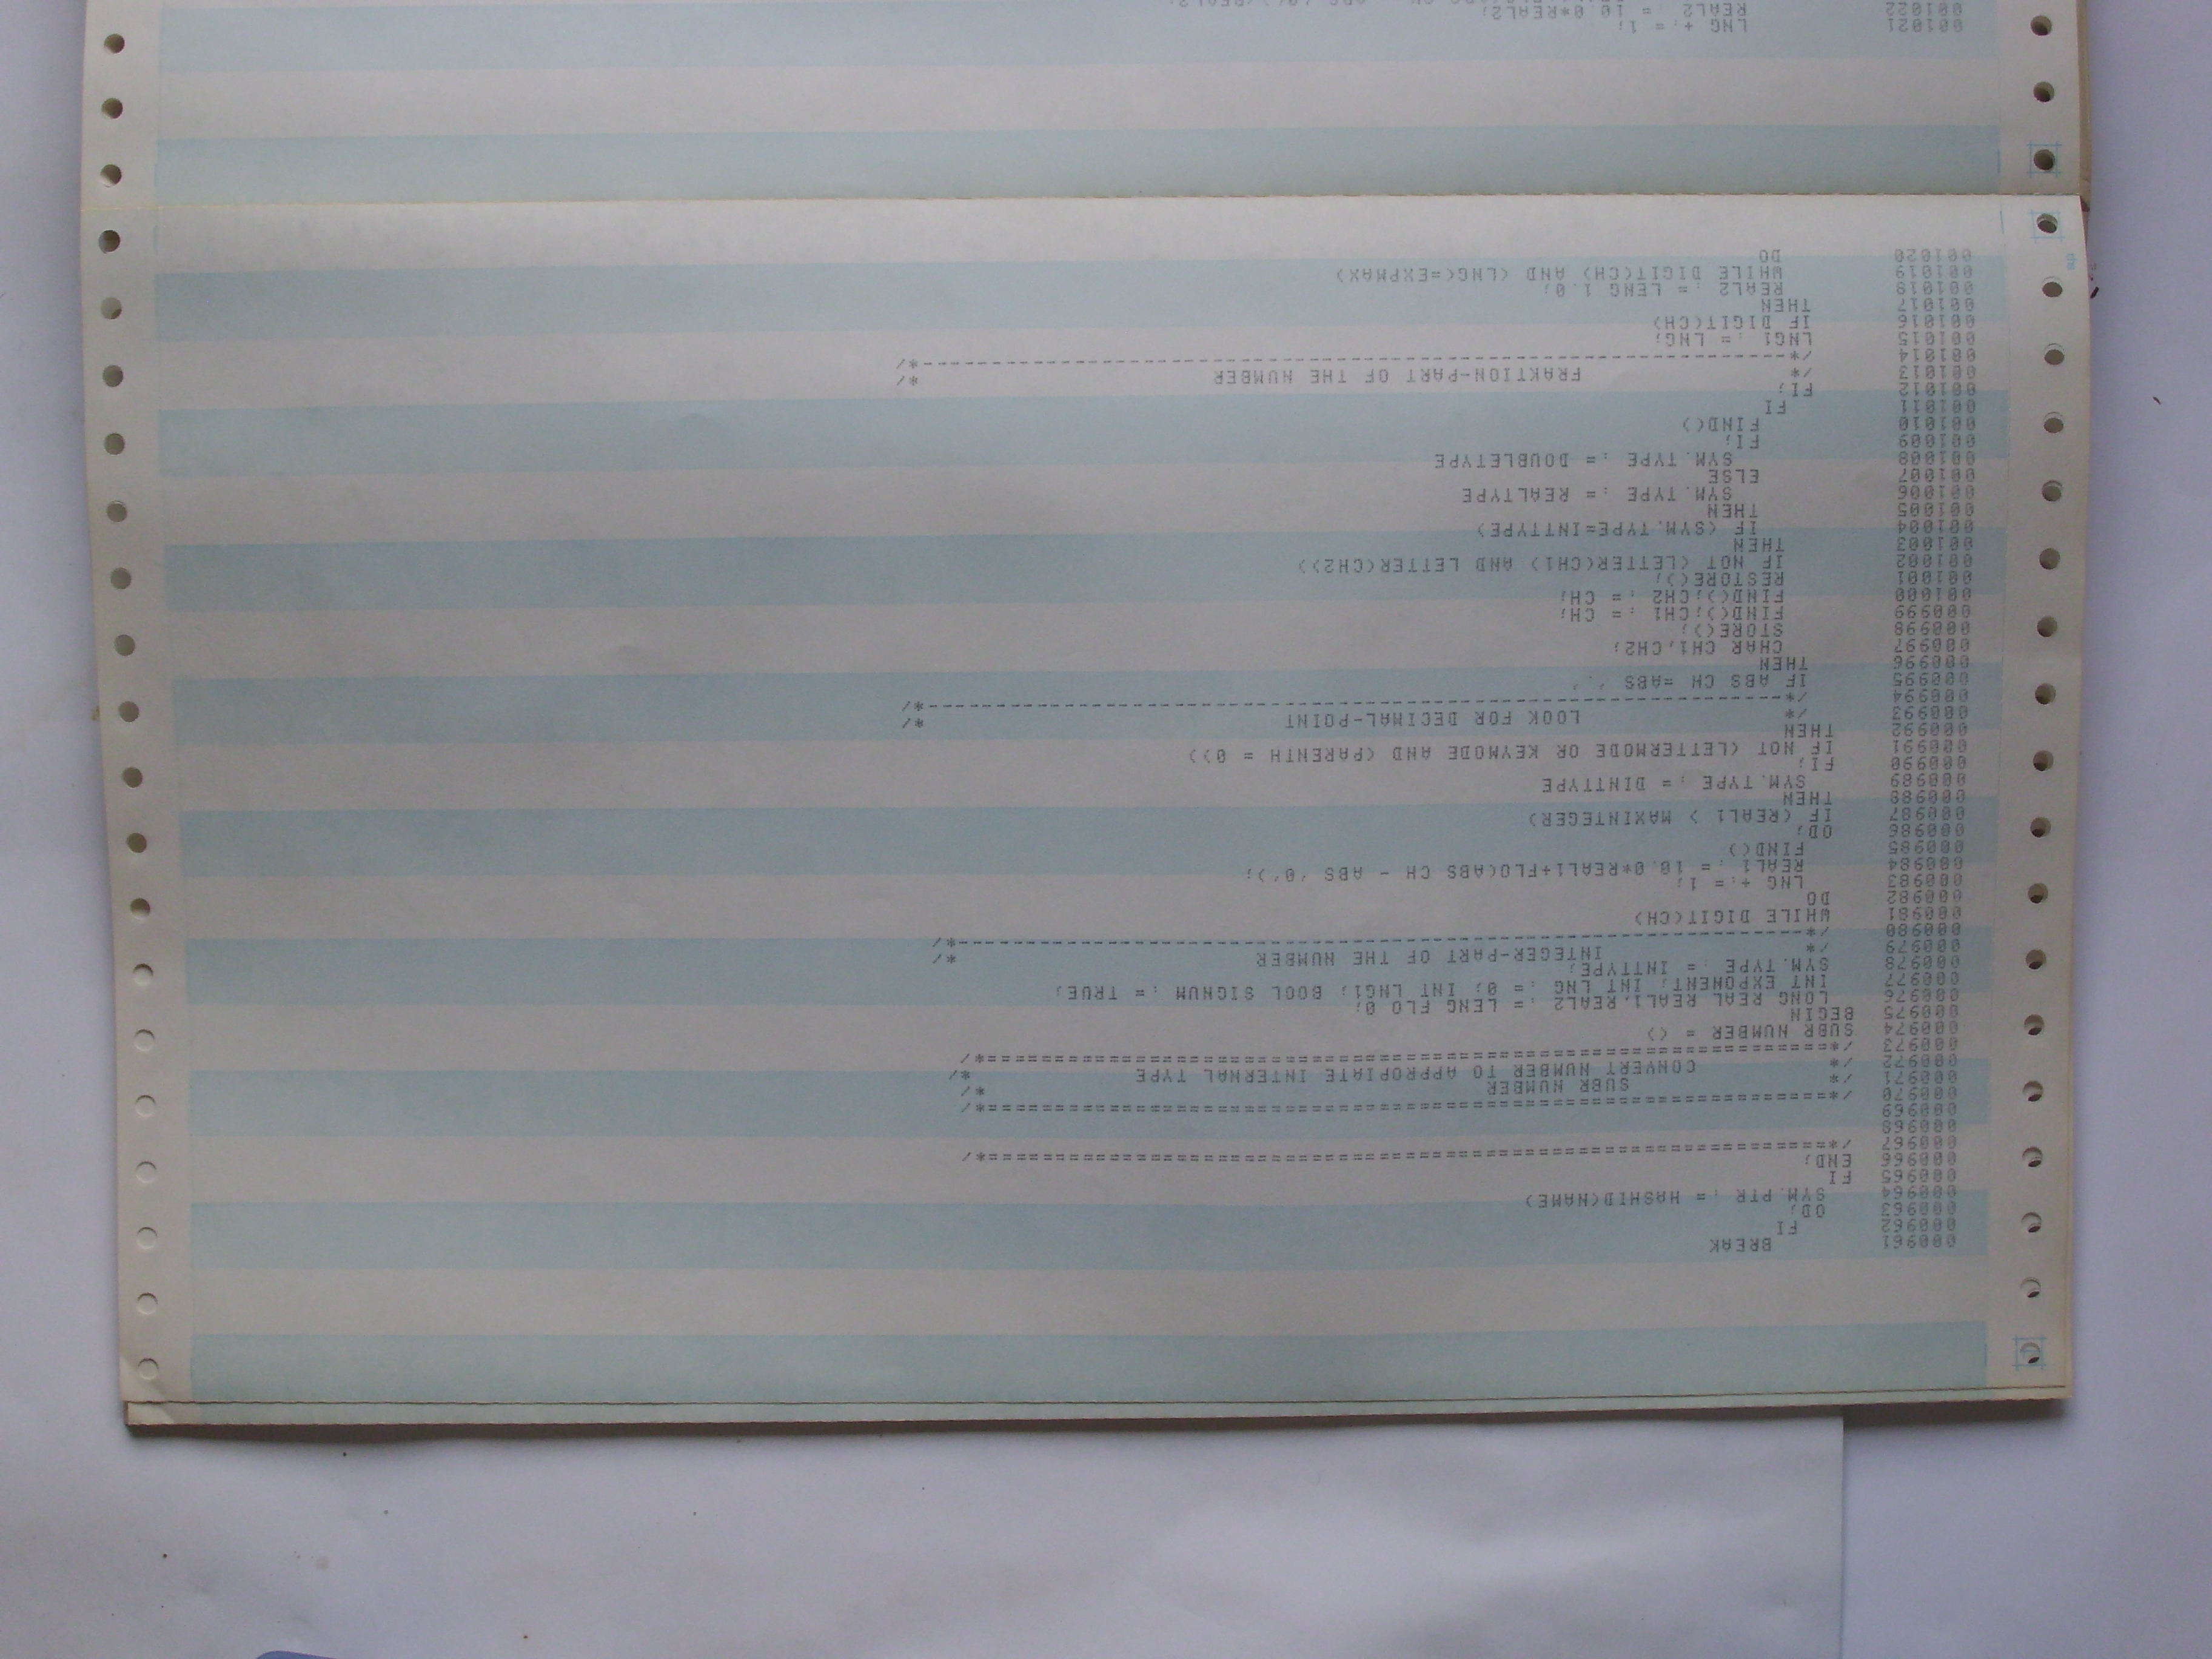 000961 BREAK
000962 FI
000963 OD;
000964 SYM.PTR := HASHID(NAME)
000965 FI
000966 END;
000967 /*===============================================================*/
000968
000969
000970 /*===============================================================*/
000971 /* SUBR NUMBER */
000972 /* CONVERT NUMBER TO APPROPIATE INTERNAL TYPE */
000973 /*===============================================================*/
000974 SUBR NUMBER = ()
000975 BEGIN
000976 LONG REAL REAL1,REAL2 := LENG FLO 0;
000977 INT EXPONENT; INT LNG := 0; INT LNG1; BOOL SIGNUM := TRUE;
000978 SYM.TYPE := INTTYPE;
000979 /* INTEGER-PART OF THE NUMBER */
000980 /*---------------------------------------------------------------*/
000981 WHILE DIGIT(CH)
000982 DO
000983 LNG +:= 1;
000984 REAL1 := 10.0*REAL1+FLO(ABS CH - ABS '0');
000985 FIND()
000986 OD;
000987 IF (REAL1 > MAXINTEGER)
000988 THEN
000989 SYM.TYPE := DINTTYPE
000990 FI;
000991 IF NOT (LETTERMODE OR KEYMODE AND (PARENTH = 0))
000992 THEN
000993 /* LOOK FOR DECIMAL-POINT */
000994 /*---------------------------------------------------------------*/
000995 IF ABS CH =ABS '.'
000996 THEN
000997 CHAR CH1,CH2;
000998 STORE();
000999 FIND();CH1 := CH;
001000 FIND();CH2 := CH;
001001 RESTORE();
001002 IF NOT (LETTER(CH1) AND LETTER(CH2))
001003 THEN
001004 IF (SYM.TYPE=INTTYPE)
001005 THEN
001006 SYM.TYPE := REALTYPE
001007 ELSE
001008 SYM.TYPE := DOUBLETYPE
001009 FI;
001010 FIND()
001011 FI
001012 FI;
001013 /* FRAKTION-PART OF THE NUMBER */
001014 /*---------------------------------------------------------------*/
001015 LNG1 := LNG;
001016 IF DIGIT(CH)
001017 THEN
001018 REAL2 := LENG 1.0;
001019 WHILE DIGIT(CH) AND (LNG<=EXPMAX)
001020 DO
001021 LNG +:= 1;
001022 REAL2 := 10.0*REAL2;